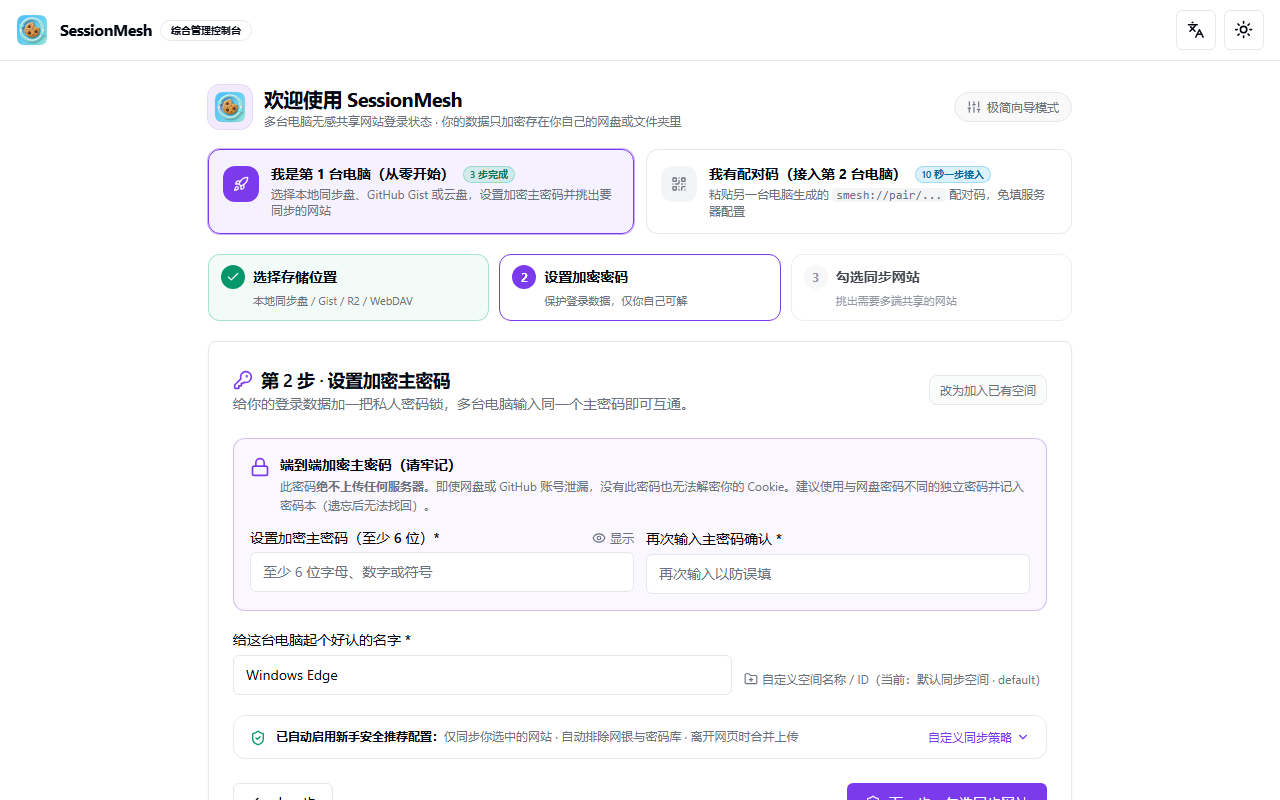 SessionMesh 综合管理控制台
欢迎使用 SessionMesh
多台电脑无感共享网站登录状态 · 你的数据只加密存在你自己的网盘或文件夹里
极简向导模式
我是第 1 台电脑（从零开始） 3 步完成
选择本地同步盘、GitHub Gist 或云盘，设置加密主密码并挑出要
同步的网站
我有配对码（接入第 2 台电脑） 10 秒一步接入
粘贴另一台电脑生成的 smesh://pair/... 配对码，免填服务
器配置
选择存储位置
本地同步盘 / Gist / R2 / WebDAV
2 设置加密密码
保护登录数据，仅你自己可解
3 勾选同步网站
挑出需要多端共享的网站
第 2 步 · 设置加密主密码
给你的登录数据加一把私人密码锁，多台电脑输入同一个主密码即可互通。
改为加入已有空间
端到端加密主密码（请牢记）
此密码绝不上传任何服务器。即使网盘或 GitHub 账号泄漏，没有此密码也无法解密你的 Cookie。建议使用与网盘密码不同的独立密码并记入
密码本（遗忘后无法找回）。
设置加密主密码（至少 6 位）* 显示
至少 6 位字母、数字或符号
再次输入主密码确认 *
再次输入以防误填
给这台电脑起个好认的名字 *
Windows Edge
自定义空间名称 / ID（当前：默认同步空间 · default）
已自动启用新手安全推荐配置：仅同步你选中的网站 · 自动排除网银与密码库 · 离开网页时合并上传
自定义同步策略